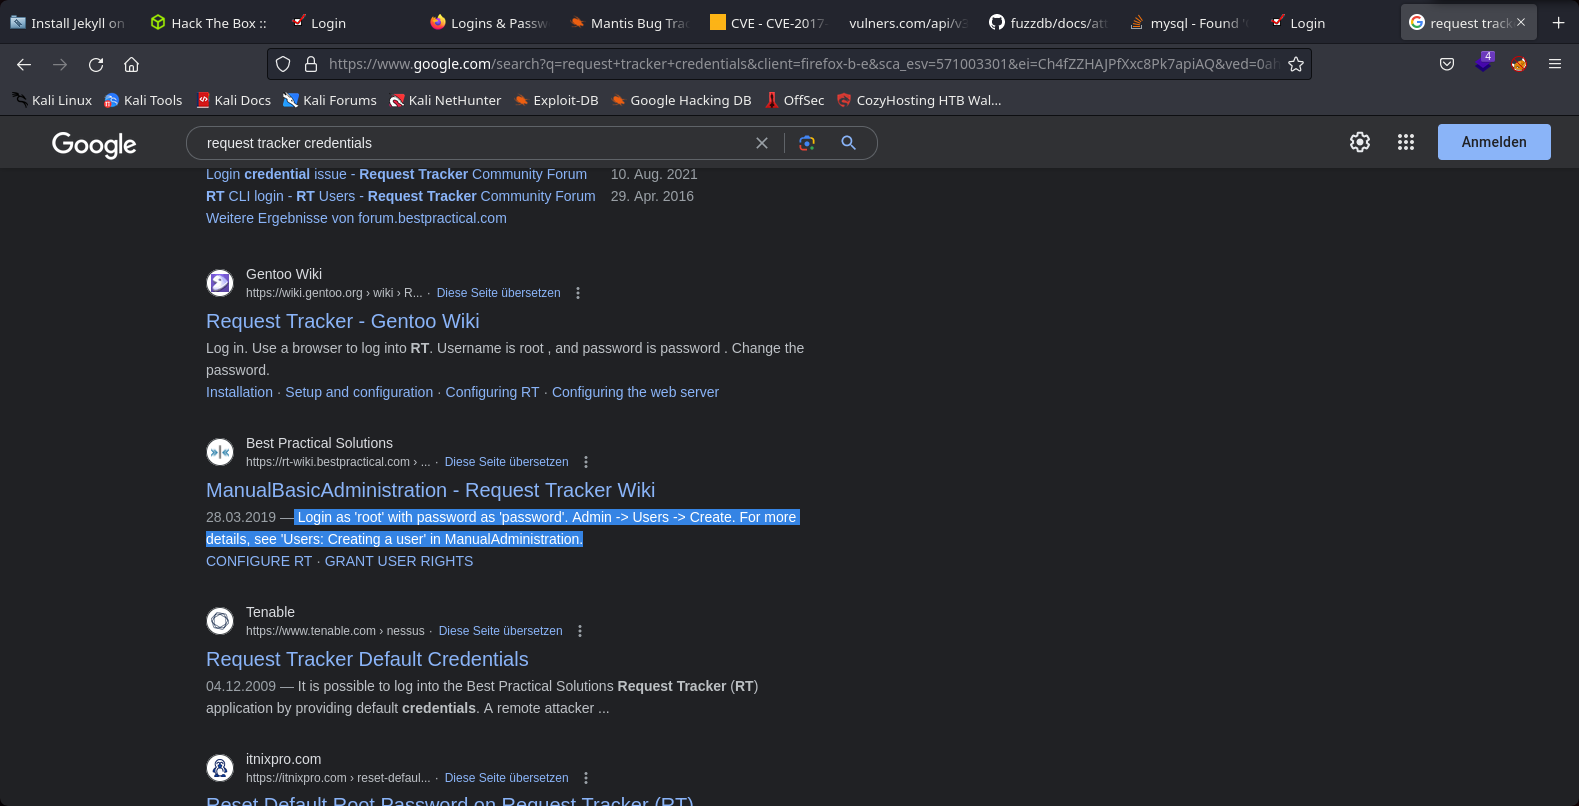 Install Jekyll on
Hack The Box ::
Login
Logins & Passw
Mantis Bug Trac
CVE - CVE-2017-
vulners.com/api/v3
fuzzdb/docs/att
mysql - Found '
Login
request track
https://www.google.com/search?q=request+tracker+credentials&client=firefox-b-e&sca_esv=571003301&ei=Ch4fZZHAJPfXxc8Pk7apiAQ&ved=0ah
4
Kali Linux
Kali Tools
Kali Docs
Kali Forums
Kali NetHunter
Exploit-DB
Google Hacking DB
OffSec
CozyHosting HTB Wal...
Google
request tracker credentials
Anmelden
Login credential issue - Request Tracker Community Forum 10. Aug. 2021
RT CLI login - RT Users - Request Tracker Community Forum 29. Apr. 2016
Weitere Ergebnisse von forum.bestpractical.com
Gentoo Wiki
https://wiki.gentoo.org › wiki › R... · Diese Seite übersetzen
Request Tracker - Gentoo Wiki
Log in. Use a browser to log into RT. Username is root , and password is password . Change the
password.
Installation · Setup and configuration · Configuring RT · Configuring the web server
Best Practical Solutions
https://rt-wiki.bestpractical.com › ... · Diese Seite übersetzen
ManualBasicAdministration - Request Tracker Wiki
28.03.2019 — Login as 'root' with password as 'password'. Admin -> Users -> Create. For more
details, see 'Users: Creating a user' in ManualAdministration.
CONFIGURE RT · GRANT USER RIGHTS
Tenable
https://www.tenable.com › nessus · Diese Seite übersetzen
Request Tracker Default Credentials
04.12.2009 — It is possible to log into the Best Practical Solutions Request Tracker (RT)
application by providing default credentials. A remote attacker ...
itnixpro.com
https://itnixpro.com › reset-defaul... · Diese Seite übersetzen
Reset Default Root Password on Request Tracker (RT)